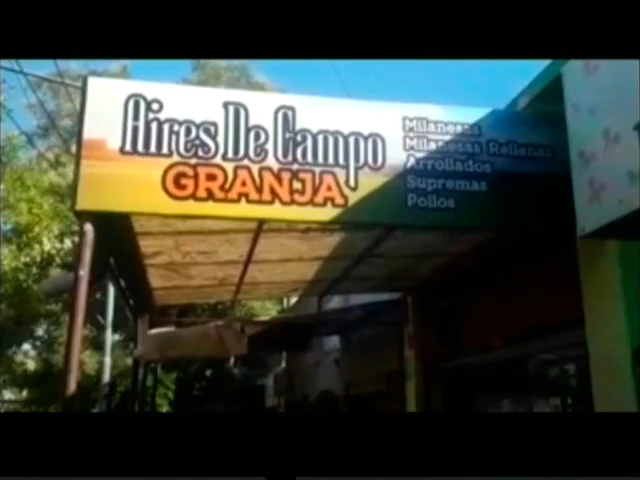 Aires De Campo
GRANJA
Milanesas
Milanesas Rellenas
Arrollados
Supremas
Pollos